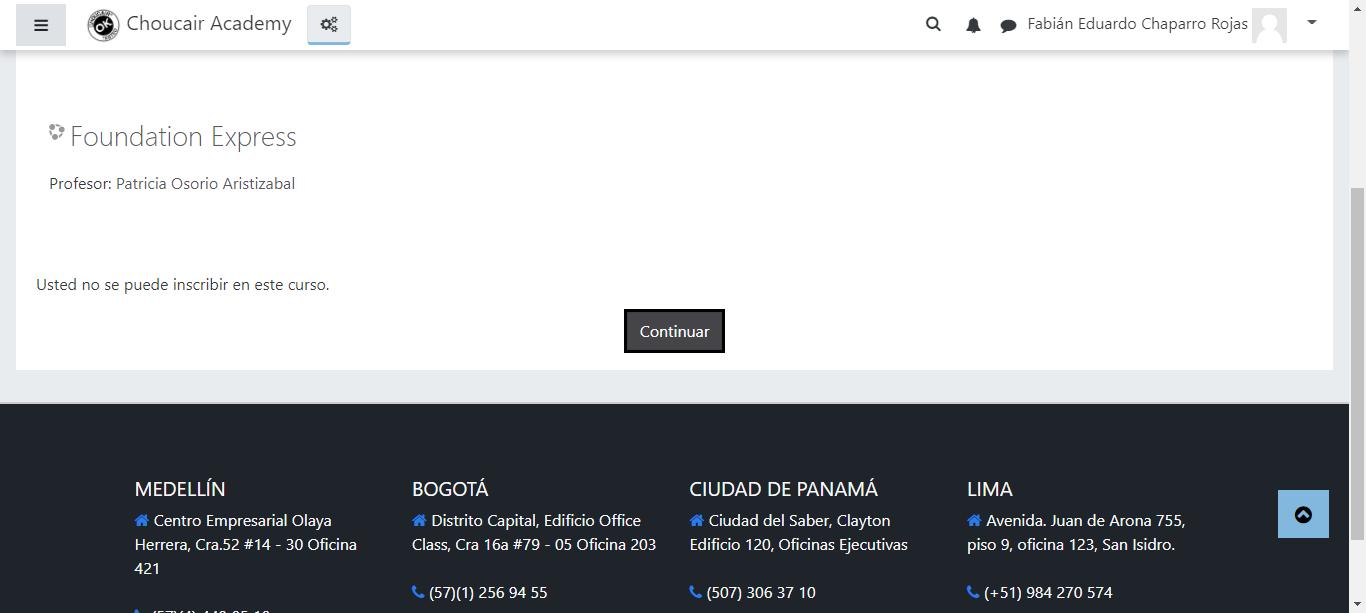 Choucair Academy
Fabián Eduardo Chaparro Rojas
Foundation Express
Profesor: Patricia Osorio Aristizabal
Usted no se puede inscribir en este curso.
Continuar
MEDELLÍN
Centro Empresarial Olaya
Herrera, Cra.52 #14 - 30 Oficina
421
BOGOTÁ
Distrito Capital, Edificio Office
Class, Cra 16a #79 - 05 Oficina 203
(57)(1) 256 94 55
CIUDAD DE PANAMÁ
Ciudad del Saber, Clayton
Edificio 120, Oficinas Ejecutivas
(507) 306 37 10
LIMA
Avenida. Juan de Arona 755,
piso 9, oficina 123, San Isidro.
(+51) 984 270 574